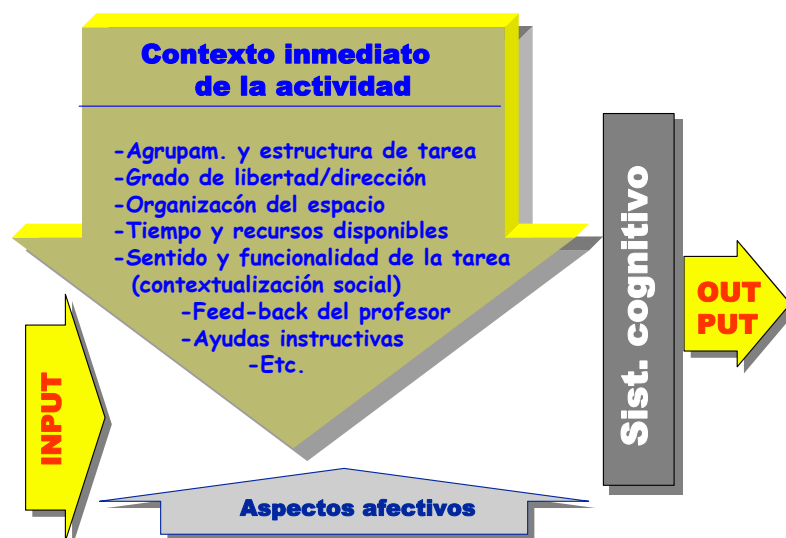 Contexto inmediato
de la actividad
-Agrupam. y estructura de tarea
-Grado de libertad/dirección
-Organizacón del espacio
-Tiempo y recursos disponibles
-Sentido y funcionalidad de la tarea
(contextualización social)
-Feed-back del profesor
-Ayudas instructivas
-Etc.
INPUT
Aspectos afectivos
Sist. cognitivo
OUT
PUT